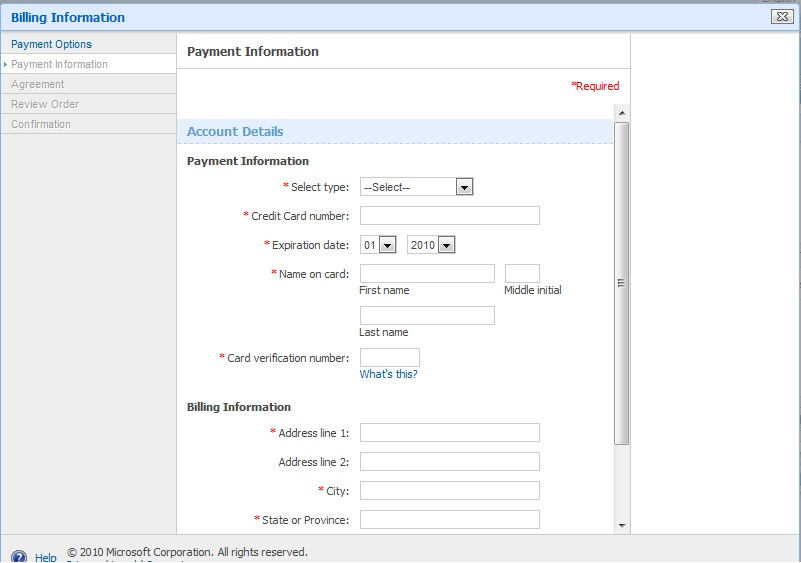 Billing Information
Payment Options
Payment Information
Agreement
Review Order
Confirmation
Payment Information
*Required
Account Details
Payment Information
* Select type: --Select--
* Credit Card number:
* Expiration date: 01 2010
* Name on card:
First name Middle initial
Last name
* Card verification number:
What's this?
Billing Information
* Address line 1:
Address line 2:
* City:
* State or Province:
Help © 2010 Microsoft Corporation. All rights reserved.